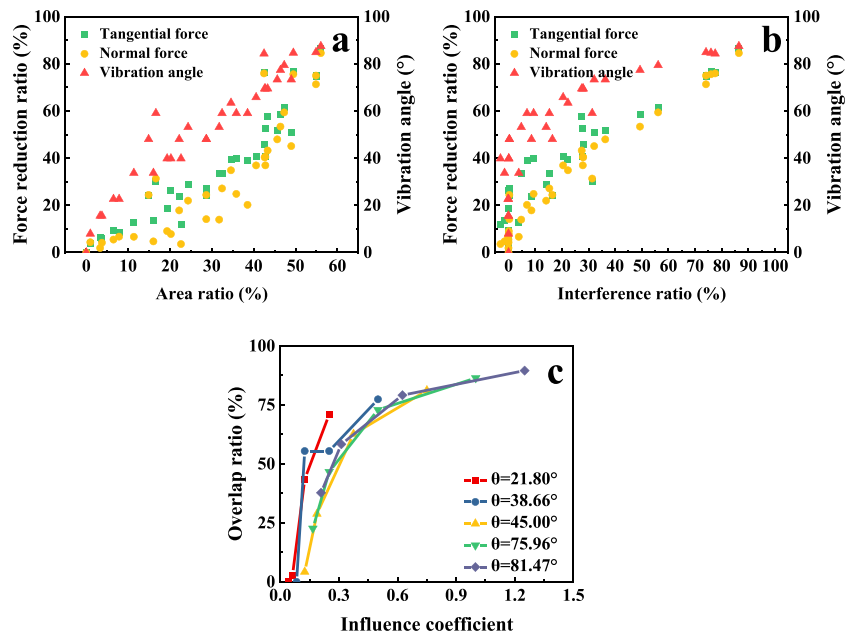 100
80
60
40
20
0
Force reduction ratio (%)
Tangential force
Normal force
Vibration angle
a
100
80
60
40
20
0
Vibration angle (°)
0 10 20 30 40 50 60
Area ratio (%)
100
80
60
40
20
0
Force reduction ratio (%)
Tangential force
Normal force
Vibration angle
b
100
80
60
40
20
0
Vibration angle (°)
0 10 20 30 40 50 60 70 80 90 100
Interference ratio (%)
100
75
50
25
0
Overlap ratio (%)
c
θ=21.80°
θ=38.66°
θ=45.00°
θ=75.96°
θ=81.47°
0.0 0.3 0.6 0.9 1.2 1.5
Influence coefficient